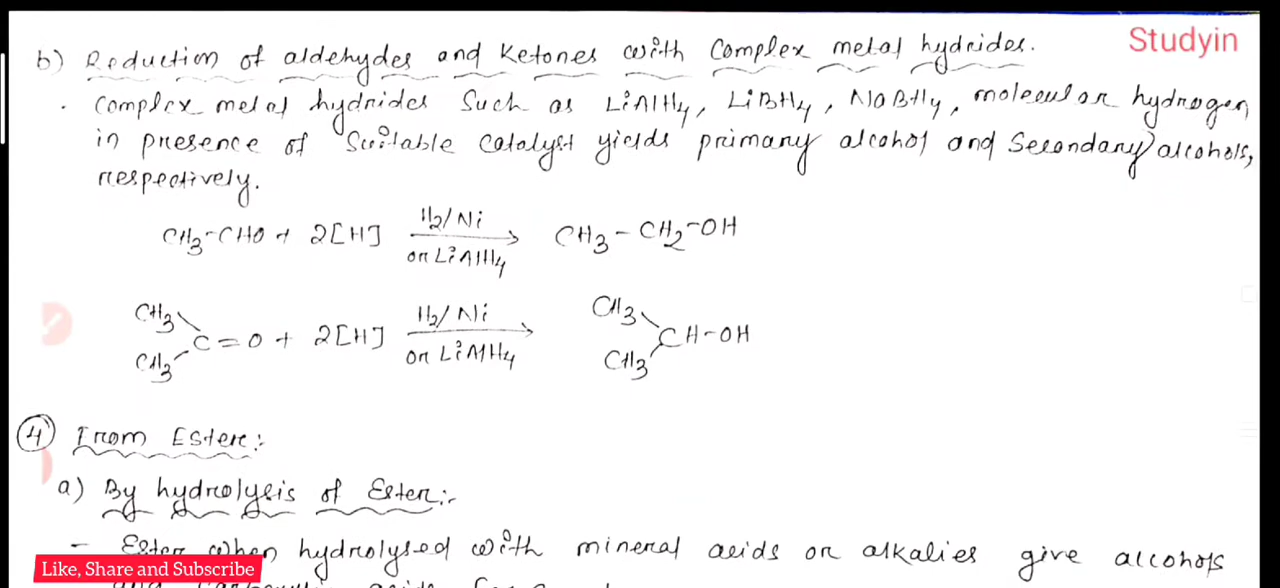 Studyin
b) Reduction of aldehydes and Ketones with Complex metal hydrides.
. Complex metal hydrides Such as LiAlH4, LiBH4, NaBH4, molecular hydrogen
in presence of Suitable Catalyst yields primary alcohol and Secondary alcohols,
respectively.
CH3-CHO + 2[H] H2/Ni or LiAlH4 → CH3-CH2-OH
CH3 CH3 C=O + 2[H] H2/Ni or LiAlH4 → CH3 CH3 CH-OH
④ From Ester:
a) By hydrolysis of Ester:-
- Ester when hydrolysed with mineral acids or alkalies give alcohols
Like, Share and Subscribe